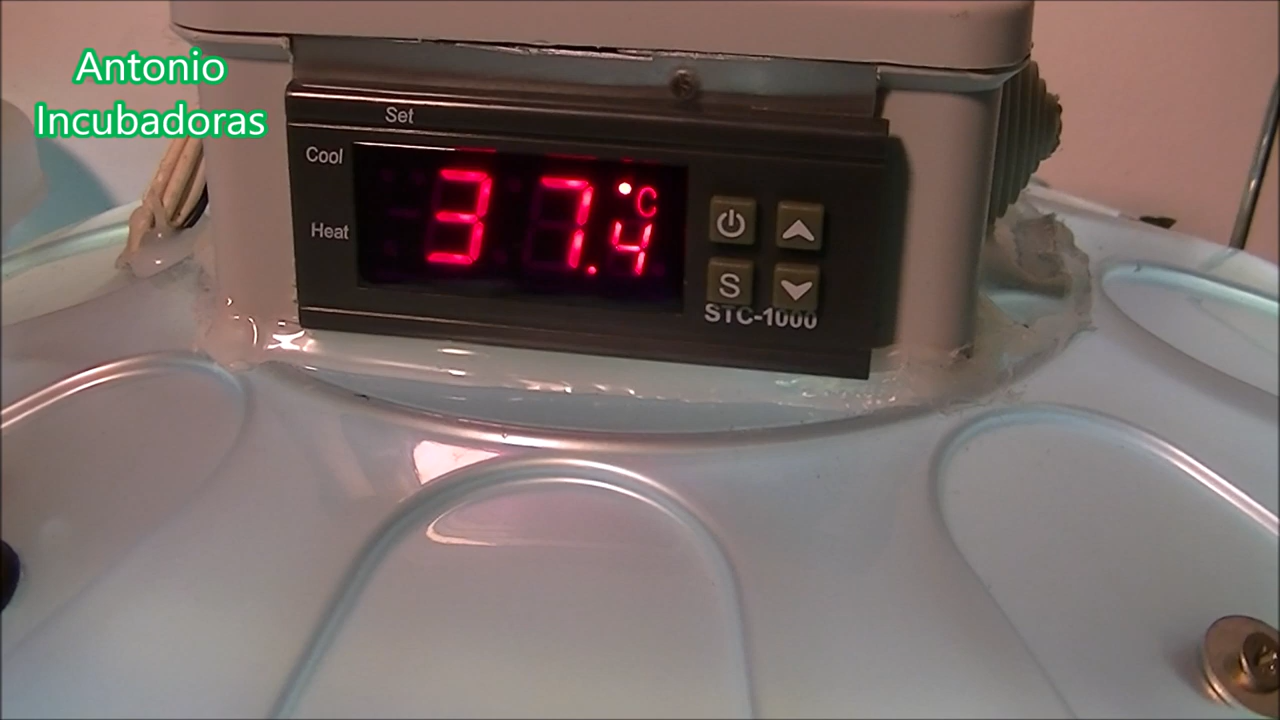 Antonio
Incubadoras
Set
Cool
Heat
37.4 °C
S
STC-1000